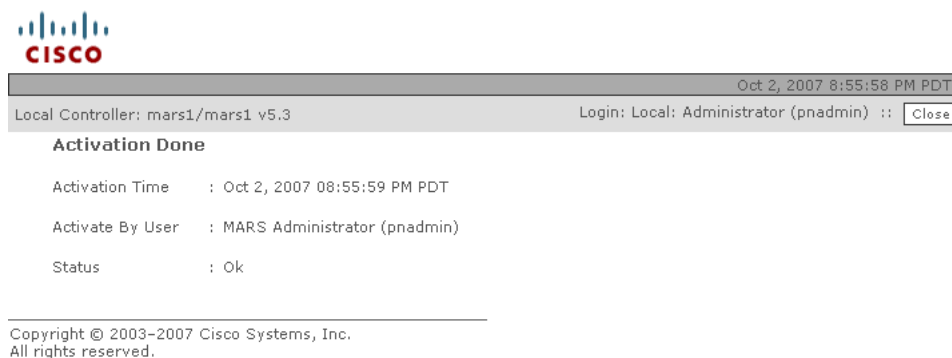 CISCO
Oct 2, 2007 8:55:58 PM PDT
Local Controller: mars1/mars1 v5.3 Login: Local: Administrator (pnadmin) :: Close
Activation Done
Activation Time : Oct 2, 2007 08:55:59 PM PDT
Activate By User : MARS Administrator (pnadmin)
Status : Ok
Copyright © 2003-2007 Cisco Systems, Inc.
All rights reserved.